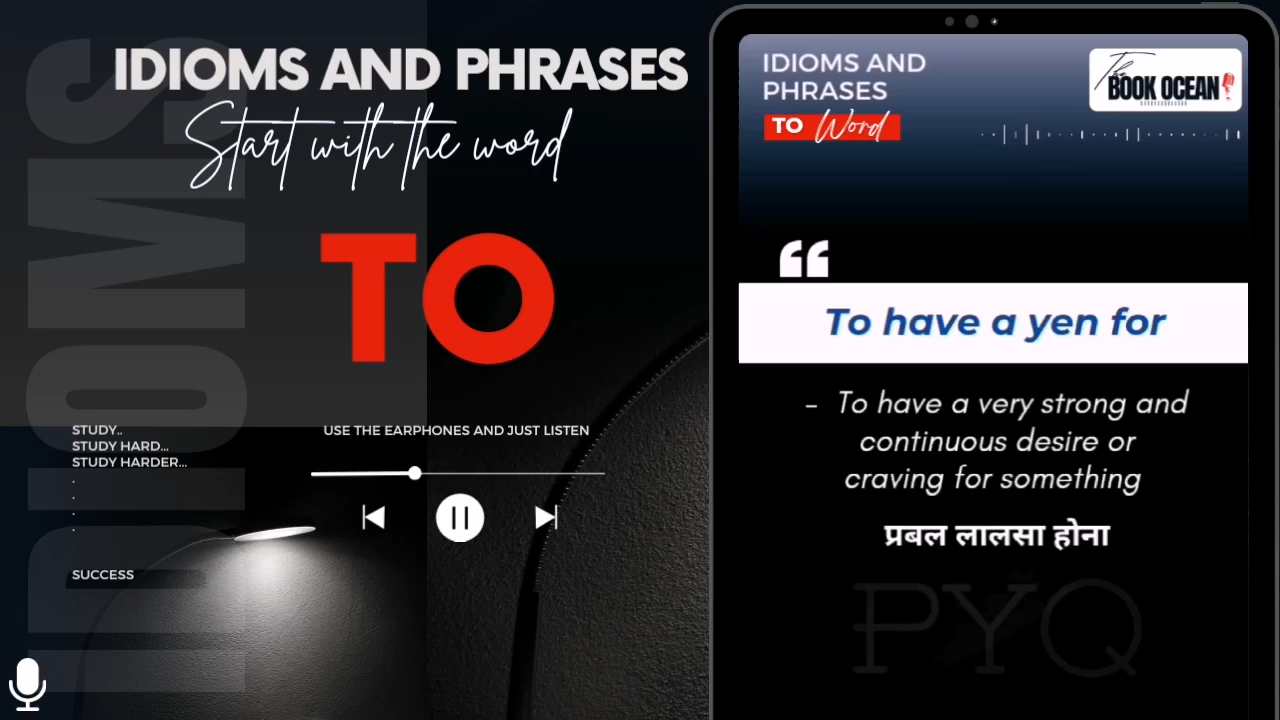 IDIOMS
IDIOMS AND PHRASES
Start with the word
TO
STUDY..
STUDY HARD...
STUDY HARDER...
.
.
.
.
SUCCESS
USE THE EARPHONES AND JUST LISTEN
IDIOMS AND
PHRASES
TO Word
The
BOOK OCEAN
“
To have a yen for
- To have a very strong and
continuous desire or
craving for something
प्रबल लालसा होना
PYQ